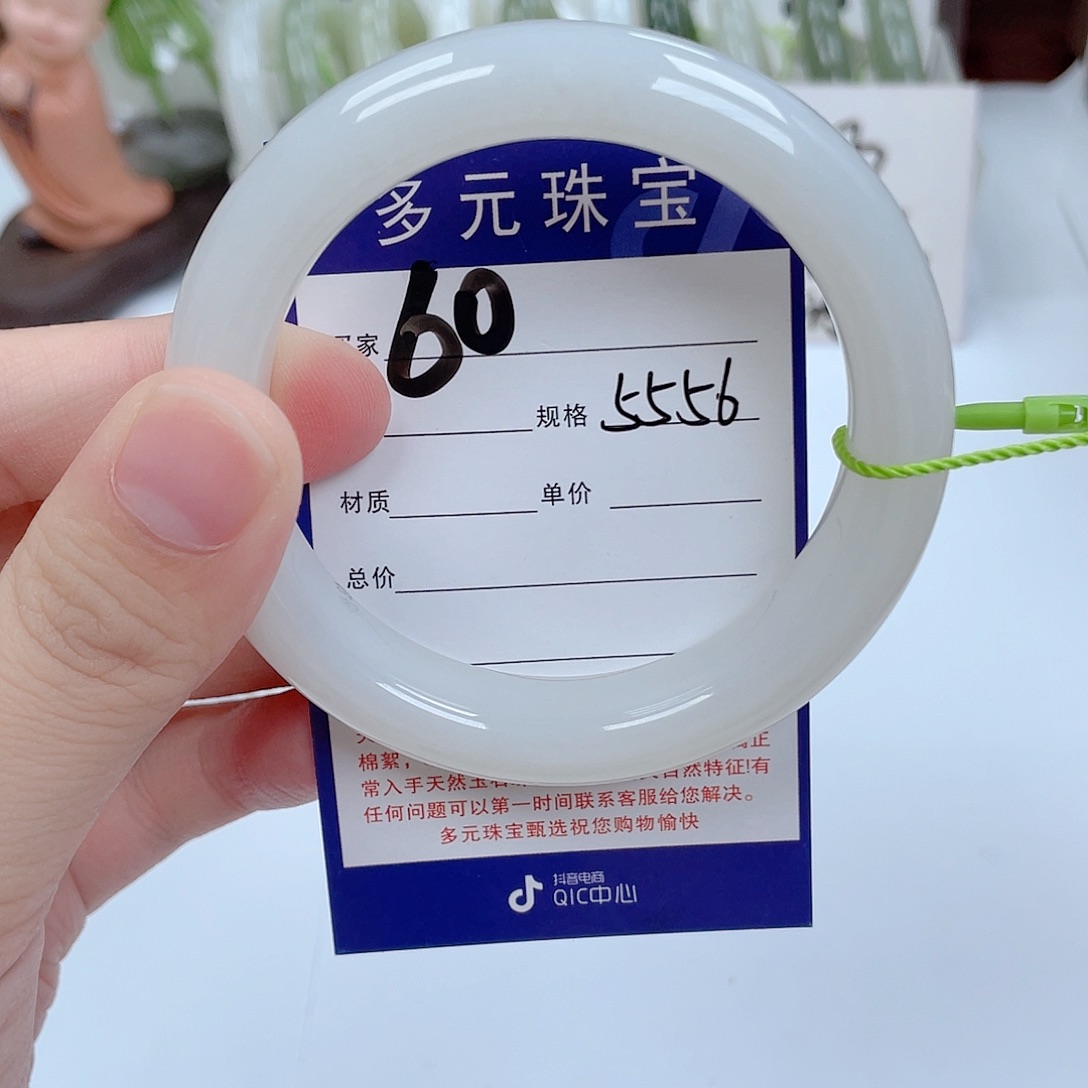 多元珠宝
买家 60
规格 5556
材质 单价
总价
棉絮，
常入手天然玉石 自然特征!有
任何问题可以第一时间联系客服给您解决。
多元珠宝甄选祝您购物愉快
抖音电商
QIC中心